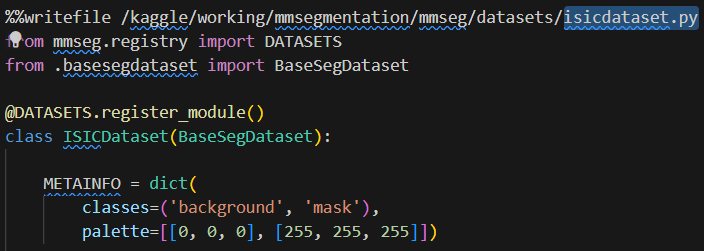 %%writefile /kaggle/working/mmsegmentation/mmseg/datasets/isicdataset.py
from mmseg.registry import DATASETS
from .basesegdataset import BaseSegDataset
@DATASETS.register_module()
class ISICDataset(BaseSegDataset):
METAINFO = dict(
classes=('background', 'mask'),
palette=[[0, 0, 0], [255, 255, 255]])